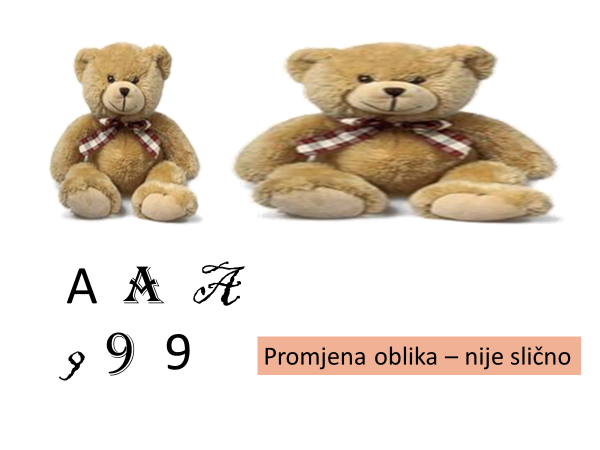 A A A
9 9 9
Promjena oblika – nije slično